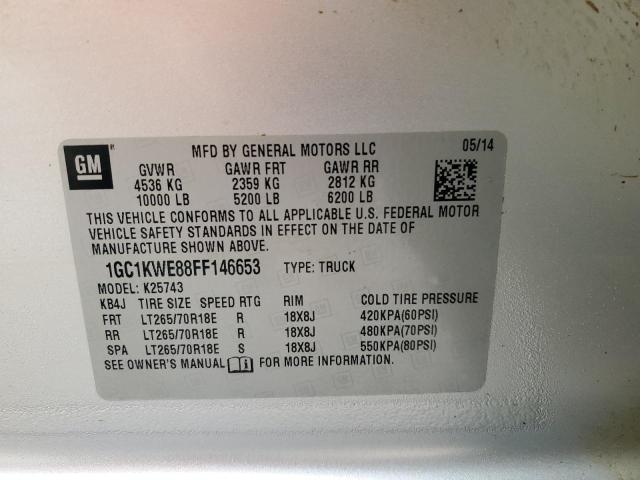 GM
MFD BY GENERAL MOTORS LLC 05/14
GVWR GAWR FRT GAWR RR
4536 KG 2359 KG 2812 KG
10000 LB 5200 LB 6200 LB
THIS VEHICLE CONFORMS TO ALL APPLICABLE U.S. FEDERAL MOTOR
VEHICLE SAFETY STANDARDS IN EFFECT ON THE DATE OF
MANUFACTURE SHOWN ABOVE.
1GC1KWE88FF146653 TYPE: TRUCK
MODEL: K25743
KB4J TIRE SIZE SPEED RTG RIM COLD TIRE PRESSURE
FRT LT265/70R18E R 18X8J 420KPA(60PSI)
RR LT265/70R18E R 18X8J 480KPA(70PSI)
SPA LT265/70R18E S 18X8J 550KPA(80PSI)
SEE OWNER'S MANUAL FOR MORE INFORMATION.